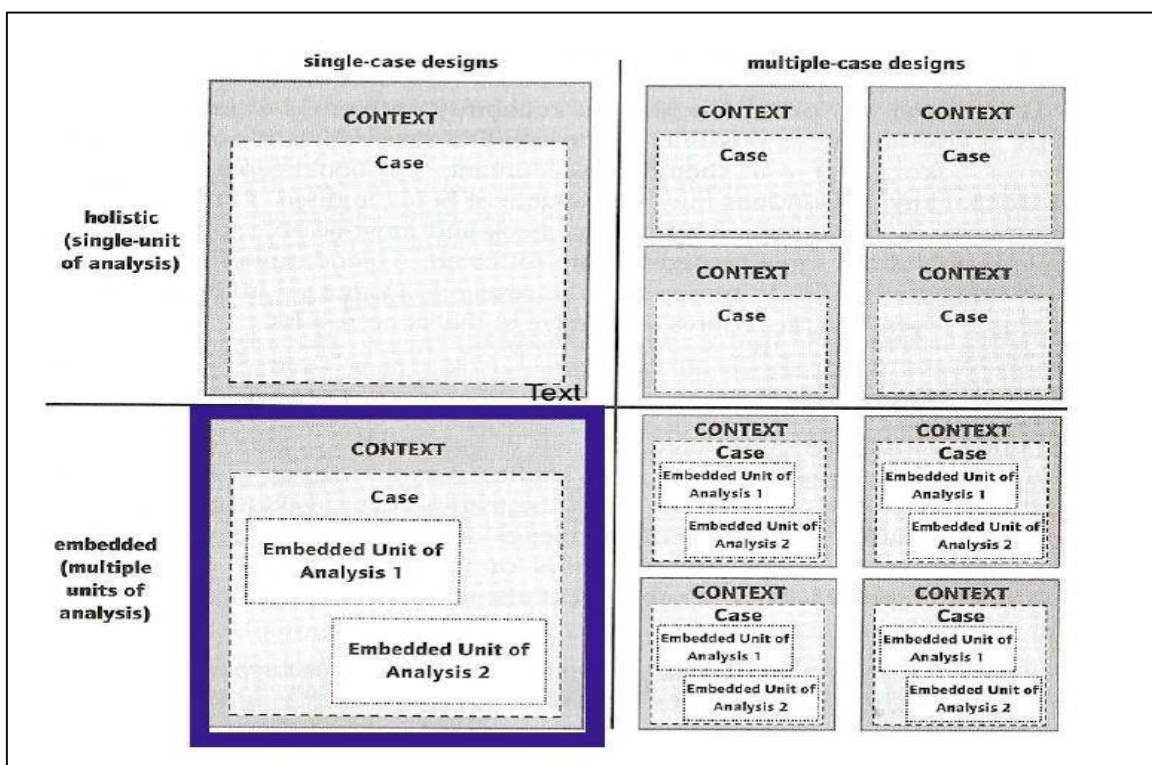 single-case designs
multiple-case designs
holistic
(single-unit
of analysis)
CONTEXT
Case
Text
CONTEXT
Case
CONTEXT
Case
CONTEXT
Case
CONTEXT
Case
embedded
(multiple
units of
analysis)
CONTEXT
Case
Embedded Unit of
Analysis 1
Embedded Unit of
Analysis 2
CONTEXT
Case
Embedded Unit of
Analysis 1
Embedded Unit of
Analysis 2
CONTEXT
Case
Embedded Unit of
Analysis 1
Embedded Unit of
Analysis 2
CONTEXT
Case
Embedded Unit of
Analysis 1
Embedded Unit of
Analysis 2
CONTEXT
Case
Embedded Unit of
Analysis 1
Embedded Unit of
Analysis 2